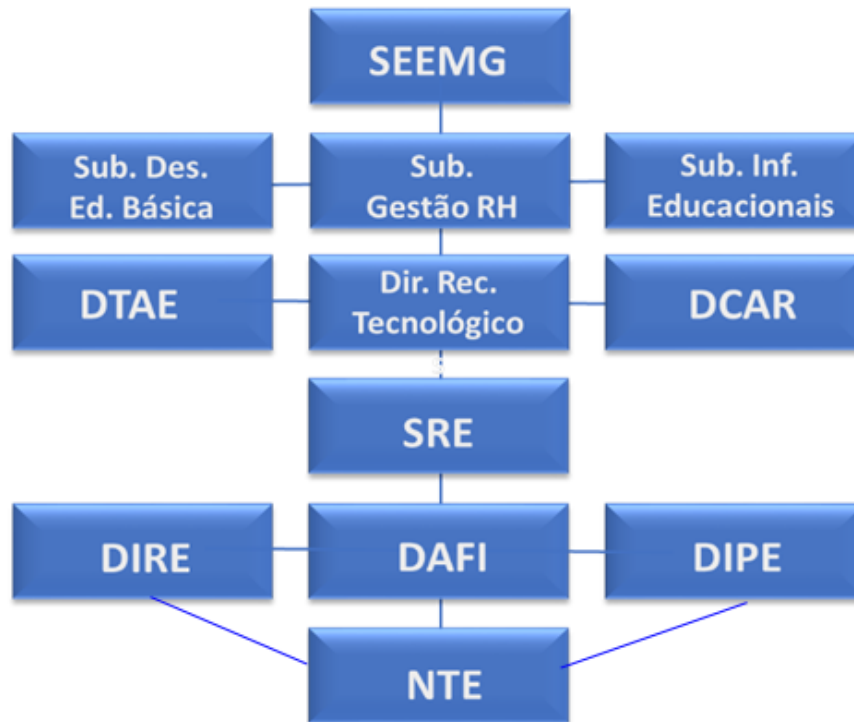 SEEMG
Sub. Des.
Ed. Básica
Sub.
Gestão RH
Sub. Inf.
Educacionais
DTAE
Dir. Rec.
Tecnológico
DCAR
SRE
DIRE
DAFI
DIPE
NTE